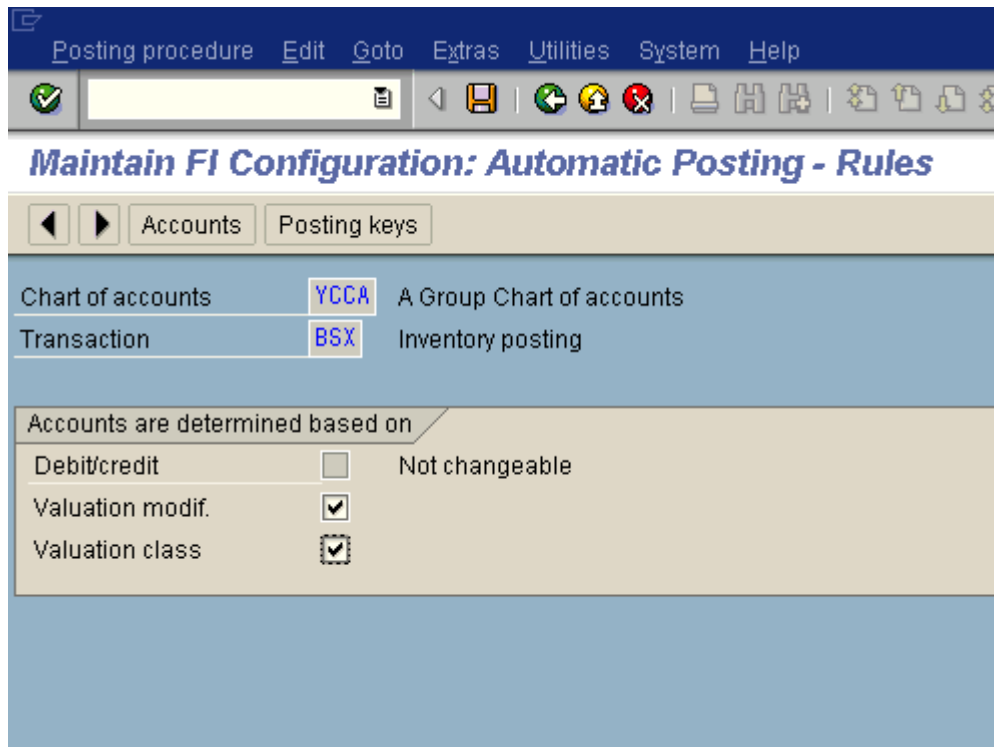 Posting procedure Edit Goto Extras Utilities System Help
Maintain FI Configuration: Automatic Posting - Rules
Accounts Posting keys
Chart of accounts YCCA A Group Chart of accounts
Transaction BSX Inventory posting
Accounts are determined based on
Debit/credit Not changeable
Valuation modif.
Valuation class